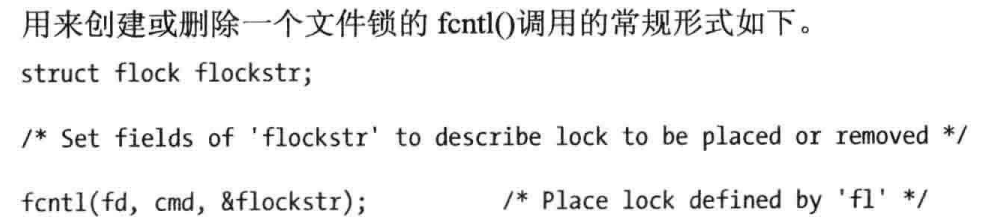 用来创建或删除一个文件锁的 fcntl()调用的常规形式如下。
struct flock flockstr;
/* Set fields of 'flockstr' to describe lock to be placed or removed */
fcntl(fd, cmd, &flockstr); /* Place lock defined by 'fl' */